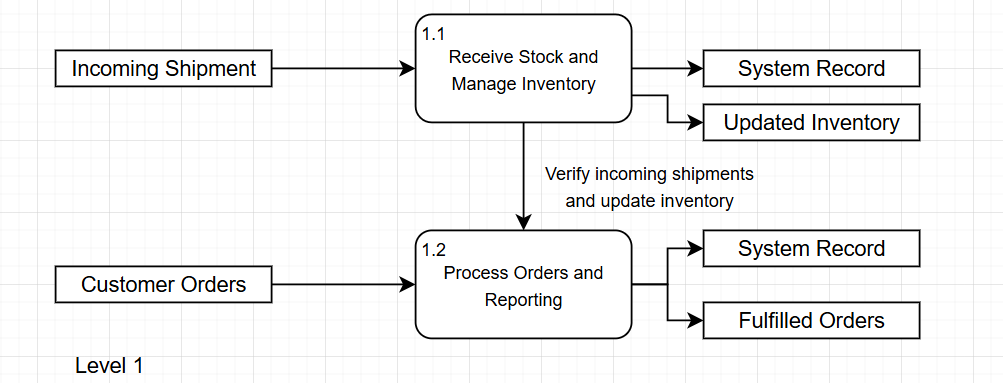 1.1
Receive Stock and
Manage Inventory
Incoming Shipment
System Record
Updated Inventory
Verify incoming shipments
and update inventory
1.2
Process Orders and
Reporting
Customer Orders
System Record
Fulfilled Orders
Level 1